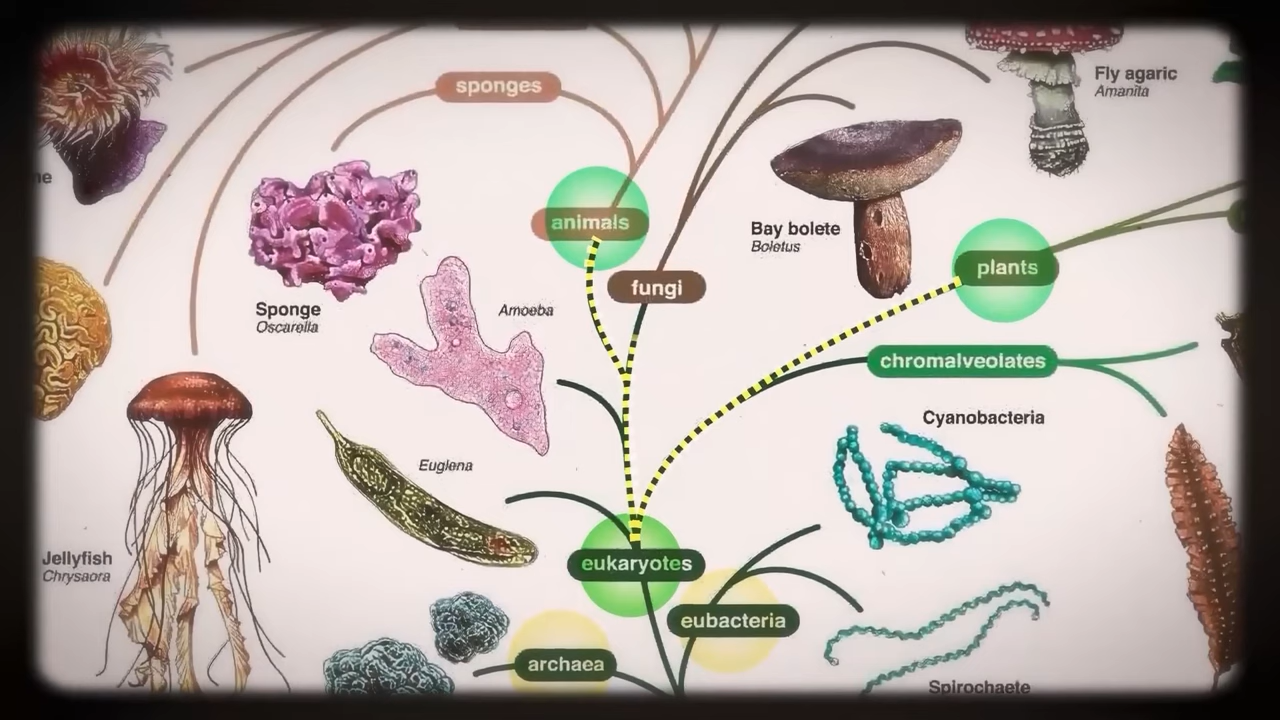 Fly agaric
Amanita
sponges
ne
animals
Bay bolete
Boletus
plants
fungi
Sponge
Oscarella
Amoeba
chromalveolates
Cyanobacteria
Euglena
Jellyfish
Chrysaora
eukaryotes
eubacteria
archaea
Spirochaete